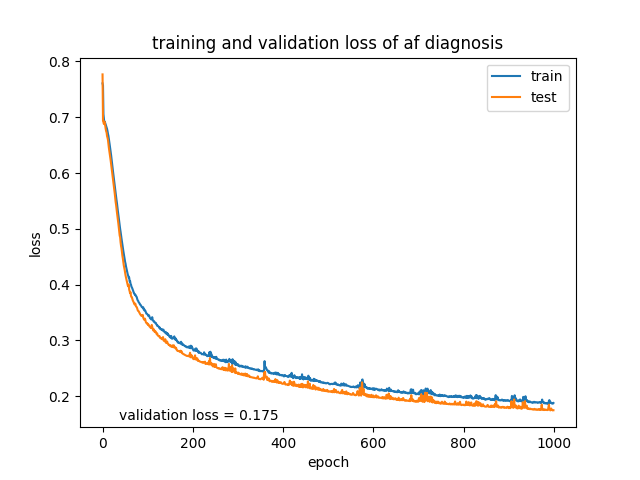 training and validation loss of af diagnosis
train
test
0.8
0.7
0.6
0.5
0.4
0.3
0.2
loss
validation loss = 0.175
0 200 400 600 800 1000
epoch